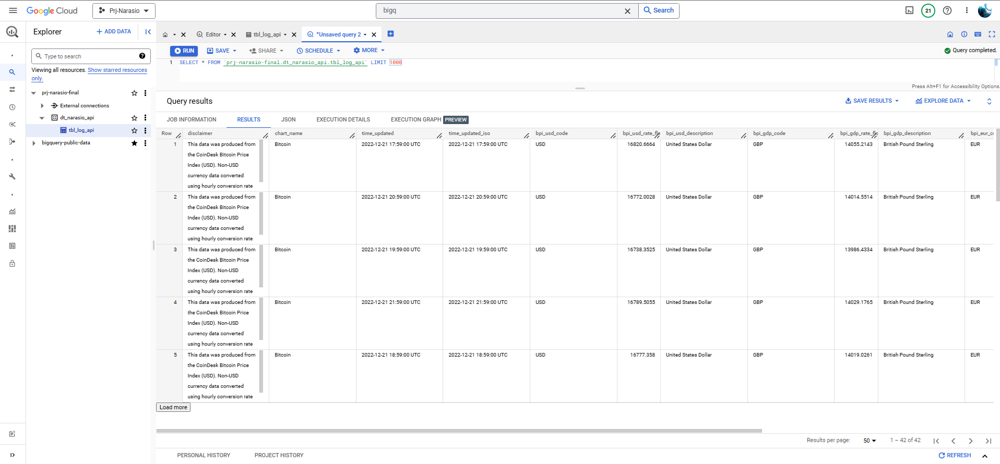 Google Cloud
Prj-Narasio
bigq
Search
21
Explorer
ADD DATA
Editor
tbl_log_api
*Unsaved query 2
Type to search
RUN
SAVE
SHARE
SCHEDULE
MORE
Query completed.
Viewing all resources. Show starred resources
only.
1 SELECT * FROM `prj-narasio-final.dt_narasio_api.tbl_log_api` LIMIT 1000
Press Alt+F1 for Accessibility Options.
prj-narasio-final
External connections
dt_narasio_api
tbl_log_api
bigquery-public-data
Query results
SAVE RESULTS
EXPLORE DATA
JOB INFORMATION
RESULTS
JSON
EXECUTION DETAILS
EXECUTION GRAPH PREVIEW
Row disclaimer chart_name time_updated time_updated_iso bpi_usd_code bpi_usd_rate_flo bpi_usd_description bpi_gdp_code bpi_gdp_rate_flo bpi_gdp_description bpi_eur_co
1 This data was produced from Bitcoin 2022-12-21 17:59:00 UTC 2022-12-21 17:59:00 UTC USD 16820.6664 United States Dollar GBP 14055.2143 British Pound Sterling EUR
the CoinDesk Bitcoin Price
Index (USD). Non-USD
currency data converted
using hourly conversion rate
2 This data was produced from Bitcoin 2022-12-21 20:59:00 UTC 2022-12-21 20:59:00 UTC USD 16772.0028 United States Dollar GBP 14014.5514 British Pound Sterling EUR
the CoinDesk Bitcoin Price
Index (USD). Non-USD
currency data converted
using hourly conversion rate
3 This data was produced from Bitcoin 2022-12-21 19:59:00 UTC 2022-12-21 19:59:00 UTC USD 16738.3525 United States Dollar GBP 13986.4334 British Pound Sterling EUR
the CoinDesk Bitcoin Price
Index (USD). Non-USD
currency data converted
using hourly conversion rate
4 This data was produced from Bitcoin 2022-12-21 21:59:00 UTC 2022-12-21 21:59:00 UTC USD 16789.5055 United States Dollar GBP 14029.1765 British Pound Sterling EUR
the CoinDesk Bitcoin Price
Index (USD). Non-USD
currency data converted
using hourly conversion rate
5 This data was produced from Bitcoin 2022-12-21 18:59:00 UTC 2022-12-21 18:59:00 UTC USD 16777.358 United States Dollar GBP 14019.0261 British Pound Sterling EUR
the CoinDesk Bitcoin Price
Index (USD). Non-USD
currency data converted
using hourly conversion rate
Load more
Results per page: 50 1 – 42 of 42
PERSONAL HISTORY
PROJECT HISTORY
REFRESH